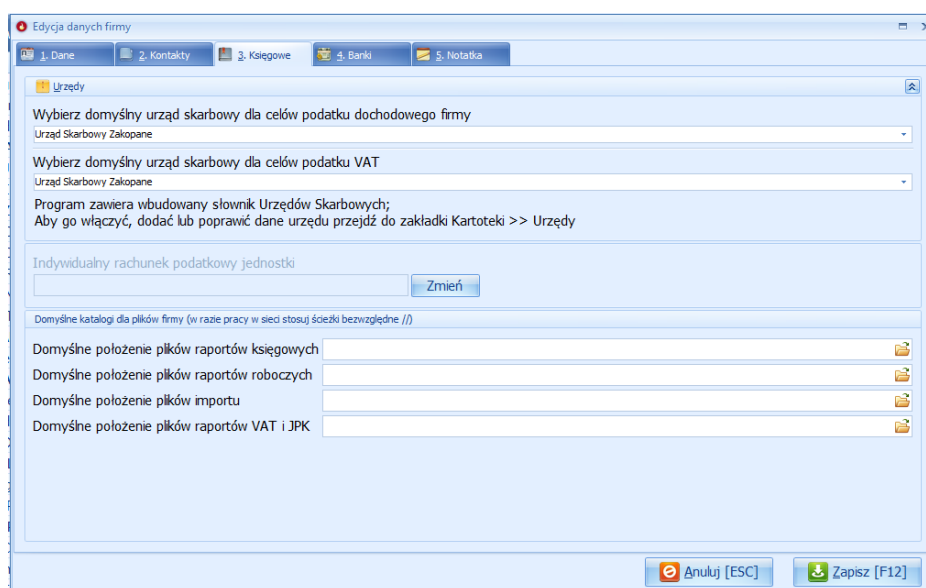 Edycja danych firmy
1. Dane
2. Kontakty
3. Księgowe
4. Banki
5. Notatka
Urzędy
Wybierz domyślny urząd skarbowy dla celów podatku dochodowego firmy
Urząd Skarbowy Zakopane
Wybierz domyślny urząd skarbowy dla celów podatku VAT
Urząd Skarbowy Zakopane
Program zawiera wbudowany słownik Urzędów Skarbowych;
Aby go włączyć, dodać lub poprawić dane urzędu przejdź do zakładki Kartoteki >> Urzędy
Indywidualny rachunek podatkowy jednostki
Zmień
Domyślne katalogi dla plików firmy (w razie pracy w sieci stosuj ścieżki bezwzględne //)
Domyślne położenie plików raportów księgowych
Domyślne położenie plików raportów roboczych
Domyślne położenie plików importu
Domyślne położenie plików raportów VAT i JPK
Anuluj [ESC]
Zapisz [F12]